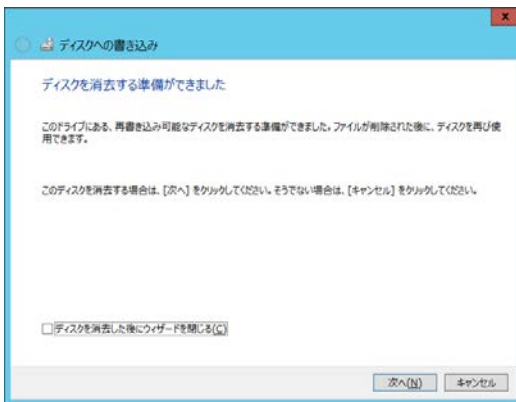 ディスクへの書き込み
ディスクを消去する準備ができました
このドライブにある、再書き込み可能なディスクを消去する準備ができました。ファイルが削除された後に、ディスクを再び使
用できます。
このディスクを消去する場合は、[次へ] をクリックしてください。そうでない場合は、[キャンセル] をクリックしてください。
ディスクを消去した後にウィザードを閉じる(C)
次へ(N) キャンセル